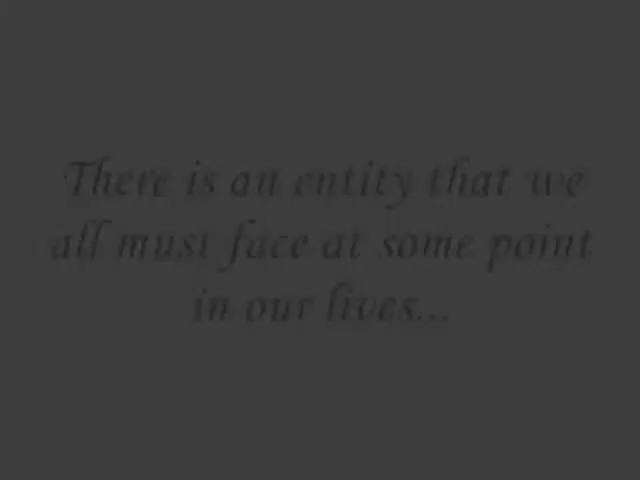 There is an entity that we
all must face at some point
in our lives...